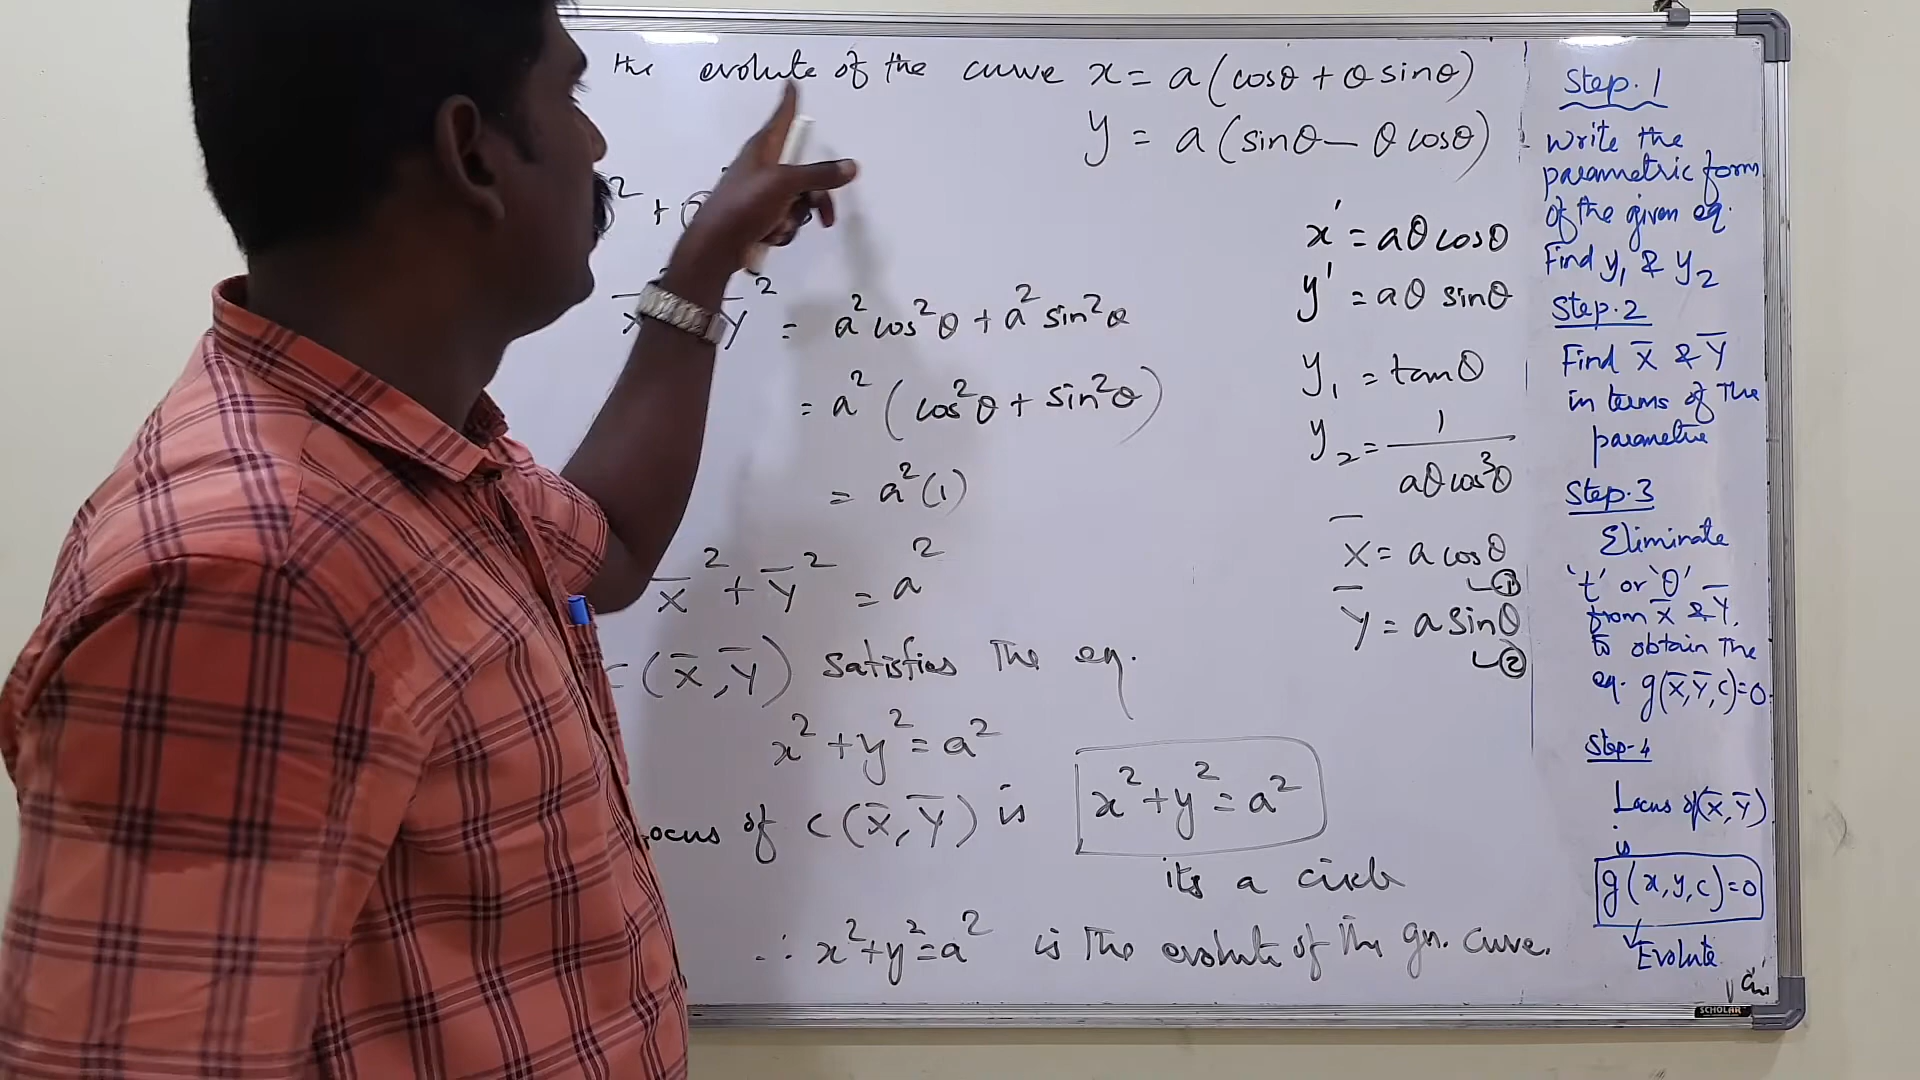 the evolute of the curve x = a(cosθ + θ sinθ)
y = a(sinθ − θ cosθ)
² +
x̄² ȳ² = a² cos²θ + a² sin²θ
= a² (cos²θ + sin²θ)
= a² (1)
x̄² + ȳ² = a²
(x̄, ȳ) satisfies the eq.
x² + y² = a²
ocus of c(x̄, ȳ) is x² + y² = a²
its a circle
∴ x² + y² = a² is the evolute of the gn. curve.
x' = aθ cosθ
y' = aθ sinθ
y₁ = tanθ
y₂ = 1/(aθ cos³θ)
x̄ = a cosθ
①
ȳ = a sinθ
②
Step.1
Write the
parametric form
of the given eq.
Find y₁ & y₂
Step.2
Find x̄ & ȳ
in terms of the
parametre
Step.3
Eliminate
't' or 'θ'
from x̄ & ȳ,
to obtain the
eq. g(x̄, ȳ, c) = 0.
Step-4
Locus of (x̄, ȳ)
is
g(x, y, c) = 0
Evolute
SCHOLAR